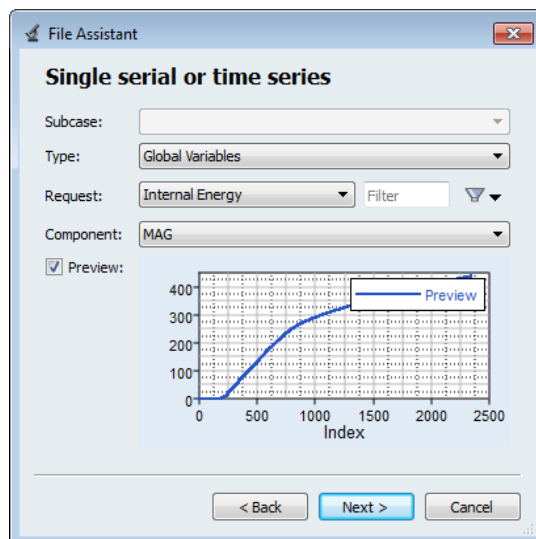 File Assistant
Single serial or time series
Subcase:
Type: Global Variables
Request: Internal Energy Filter
Component: MAG
Preview:
Preview
400
300
200
100
0
0 500 1000 1500 2000 2500
Index
< Back Next > Cancel